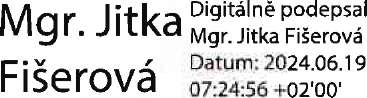 Mgr. Jitka
Fišerová
Digitálně podepsal
Mgr. Jitka Fišerová
Datum: 2024.06.19
07:24:56 +02'00'